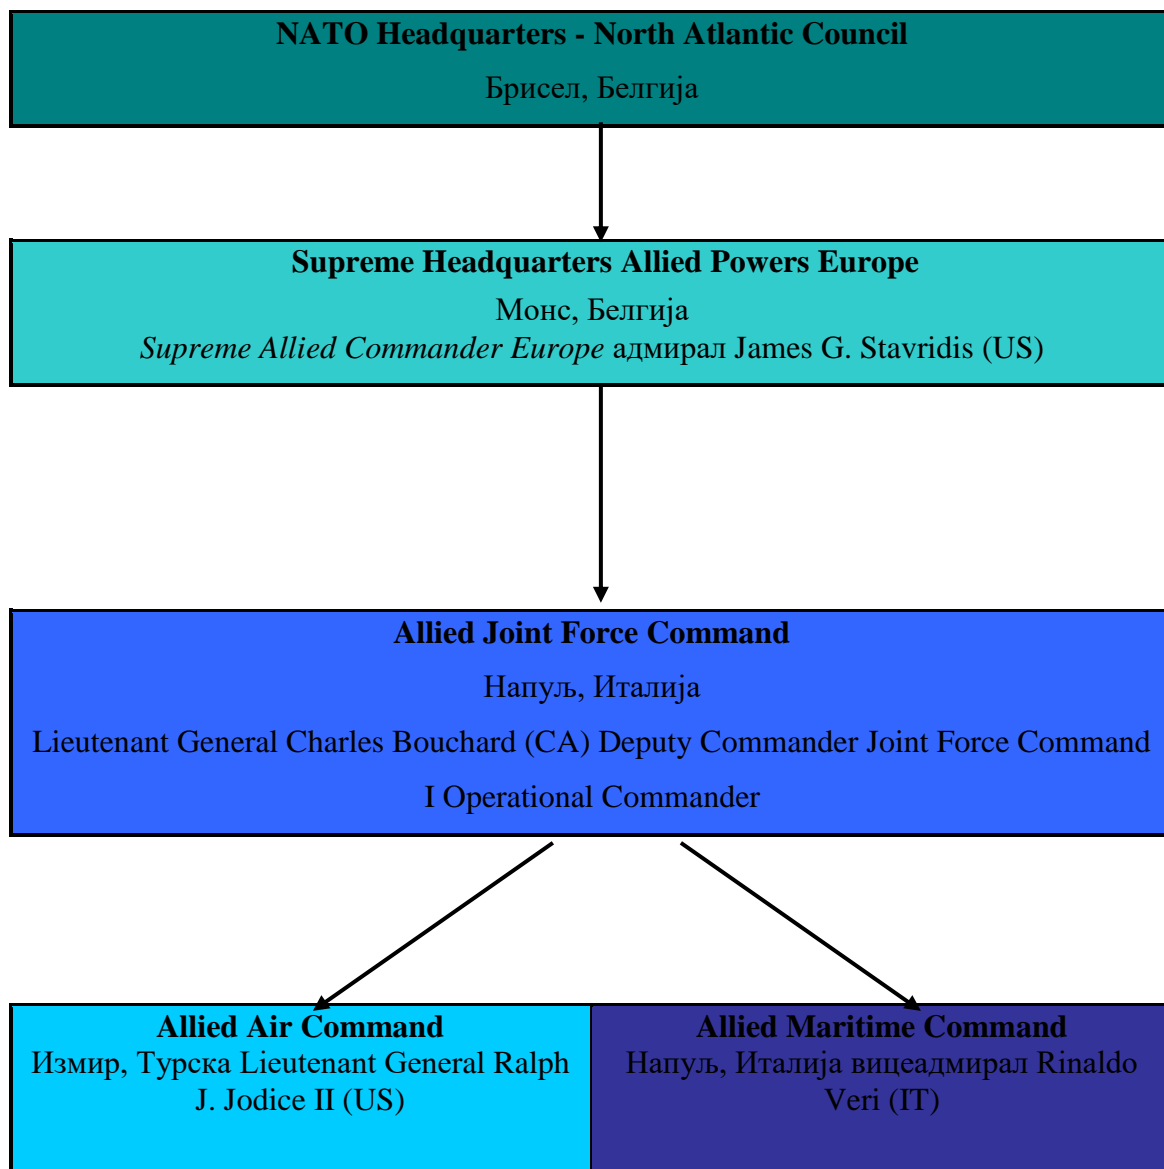 NATO Headquarters - North Atlantic Council
Брисел, Белгија
Supreme Headquarters Allied Powers Europe
Монс, Белгија
Supreme Allied Commander Europe адмирал James G. Stavridis (US)
Allied Joint Force Command
Напуљ, Италија
Lieutenant General Charles Bouchard (CA) Deputy Commander Joint Force Command
I Operational Commander
Allied Air Command
Измир, Турска Lieutenant General Ralph
J. Jodice II (US)
Allied Maritime Command
Напуљ, Италија вицеадмирал Rinaldo
Veri (IT)